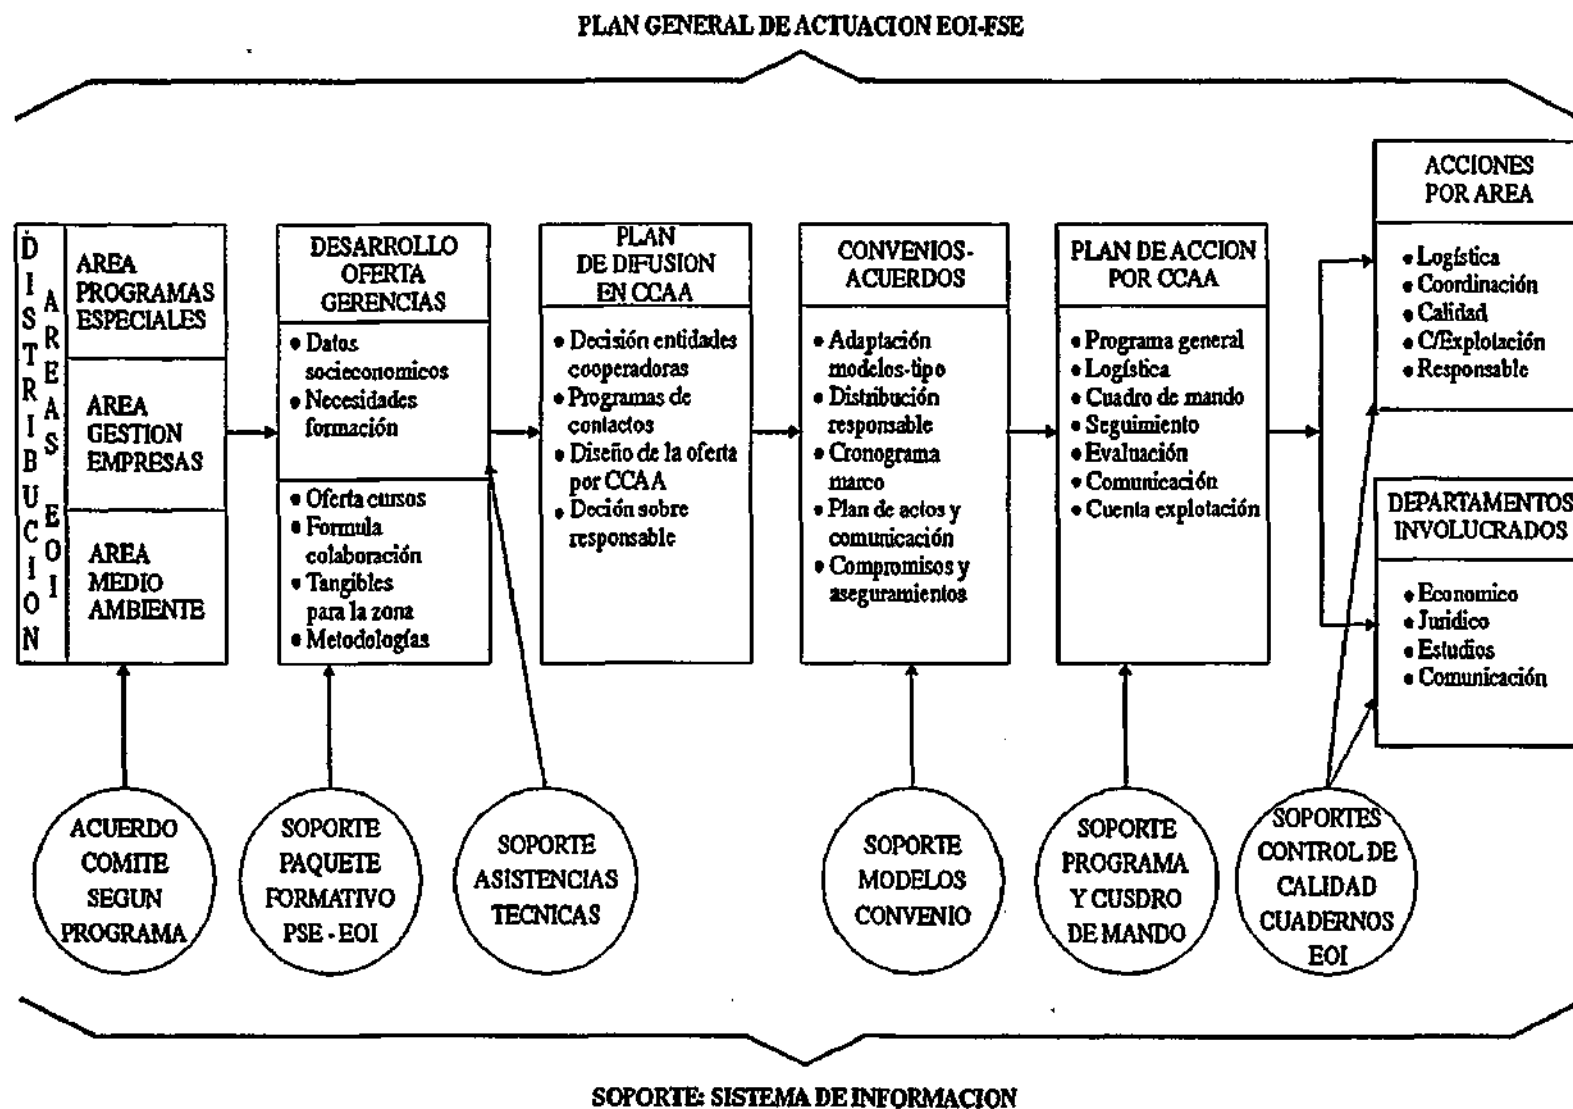 PLAN GENERAL DE ACTUACION EOI-FSE
DISTRIBUCIÓN
AREAS EOI
AREA
PROGRAMAS
ESPECIALES
AREA
GESTION
EMPRESAS
AREA
MEDIO
AMBIENTE
DESARROLLO
OFERTA
GERENCIAS
• Datos
socieconomicos
• Necesidades
formación
• Oferta cursos
• Formula
colaboración
• Tangibles
para la zona
• Metodologías
PLAN
DE DIFUSION
EN CCAA
• Decisión entidades
cooperadoras
• Programas de
contactos
• Diseño de la oferta
por CCAA
• Deción sobre
responsable
CONVENIOS-
ACUERDOS
• Adaptación
modelos-tipo
• Distribución
responsable
• Cronograma
marco
• Plan de actos y
comunicación
• Compromisos y
aseguramientos
PLAN DE ACCION
POR CCAA
• Programa general
• Logística
• Cuadro de mando
• Seguimiento
• Evaluación
• Comunicación
• Cuenta explotación
ACCIONES
POR AREA
• Logística
• Coordinación
• Calidad
• C/Explotación
• Responsable
DEPARTAMENTOS
INVOLUCRADOS
• Economico
• Juridico
• Estudios
• Comunicación
ACUERDO
COMITE
SEGUN
PROGRAMA
SOPORTE
PAQUETE
FORMATIVO
PSE - EOI
SOPORTE
ASISTENCIAS
TECNICAS
SOPORTE
MODELOS
CONVENIO
SOPORTE
PROGRAMA
Y CUSDRO
DE MANDO
SOPORTES
CONTROL DE
CALIDAD
CUADERNOS
EOI
SOPORTE: SISTEMA DE INFORMACION